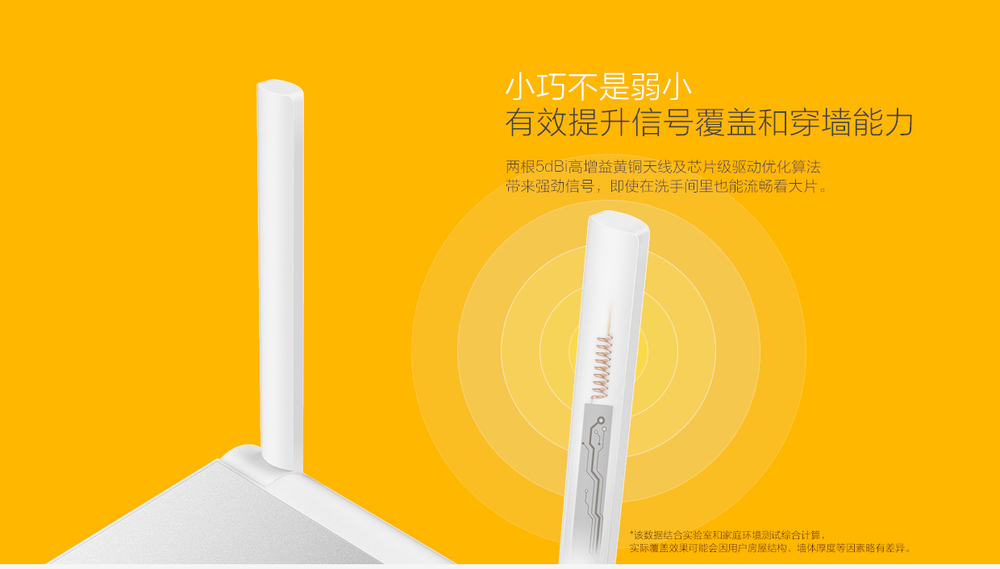 小巧不是弱小
有效提升信号覆盖和穿墙能力
两根5dBi高增益黄铜天线及芯片级驱动优化算法
带来强劲信号，即使在洗手间里也能流畅看大片。
*该数据结合实验室和家庭环境测试综合计算，
实际覆盖效果可能会因用户房屋结构、墙体厚度等因素略有差异。